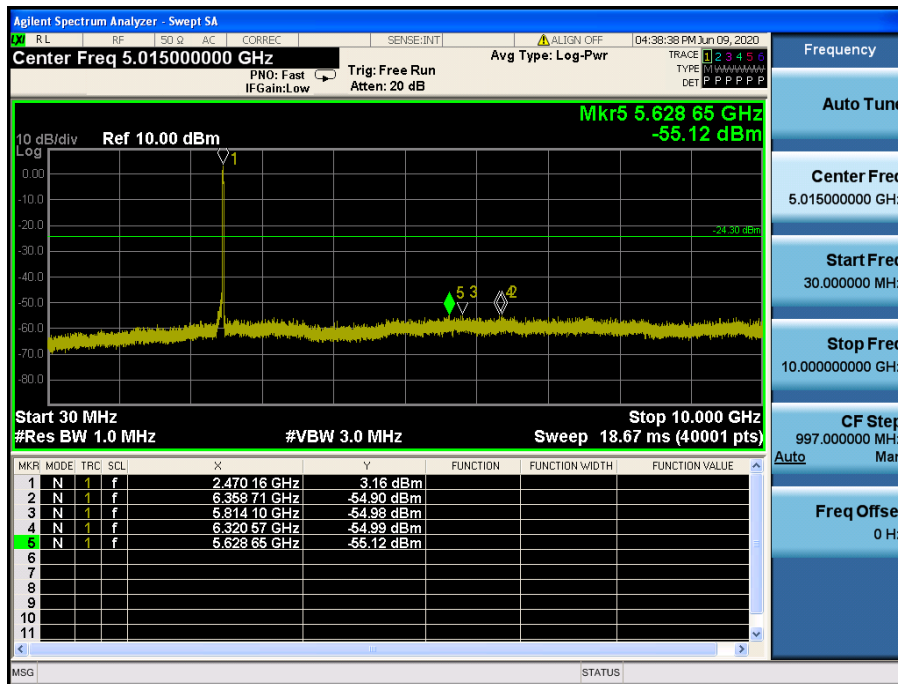 Agilent Spectrum Analyzer - Swept SA
LXI RL RF 50 Ω AC CORREC SENSE:INT ALIGN OFF 04:38:38 PM Jun 09, 2020
Center Freq 5.015000000 GHz
PNO: Fast
IFGain:Low
Trig: Free Run
Atten: 20 dB
Avg Type: Log-Pwr
TRACE 1 2 3 4 5 6
TYPE M WWWWW
DET P P P P P P
Mkr5 5.628 65 GHz
-55.12 dBm
10 dB/div Ref 10.00 dBm
Log
0.00
-10.0
-20.0
-30.0
-40.0
-50.0
-60.0
-70.0
-80.0
-24.30 dBm
1
5 3 4 2
Start 30 MHz Stop 10.000 GHz
#Res BW 1.0 MHz #VBW 3.0 MHz Sweep 18.67 ms (40001 pts)
MKR MODE TRC SCL X Y FUNCTION FUNCTION WIDTH FUNCTION VALUE
1 N 1 f 2.470 16 GHz 3.16 dBm
2 N 1 f 6.358 71 GHz -54.90 dBm
3 N 1 f 5.814 10 GHz -54.98 dBm
4 N 1 f 6.320 57 GHz -54.99 dBm
5 N 1 f 5.628 65 GHz -55.12 dBm
6
7
8
9
10
11
MSG STATUS
Frequency
Auto Tune
Center Freq
5.015000000 GHz
Start Freq
30.000000 MHz
Stop Freq
10.000000000 GHz
CF Step
997.000000 MHz
Auto Man
Freq Offset
0 Hz